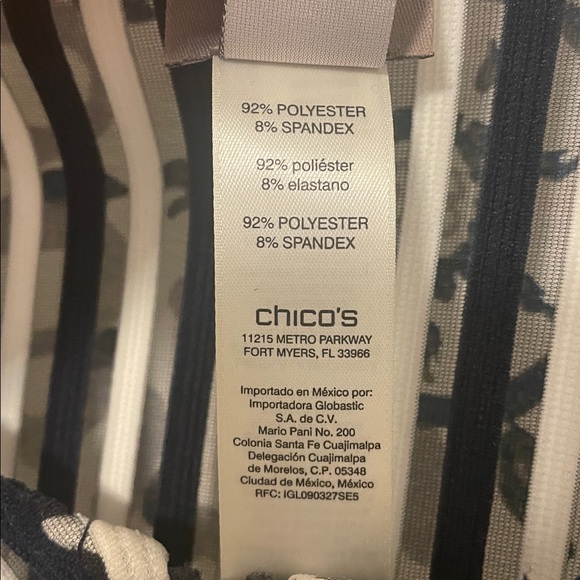 92% POLYESTER
8% SPANDEX
92% poliéster
8% elastano
92% POLYESTER
8% SPANDEX
chico's
11215 METRO PARKWAY
FORT MYERS, FL 33966
Importado en México por:
Importadora Globastic
S.A. de C.V.
Mario Pani No. 200
Colonia Santa Fe Cuajimalpa
Delegación Cuajimalpa
de Morelos, C.P. 05348
Ciudad de México, México
RFC: IGL090327SE5